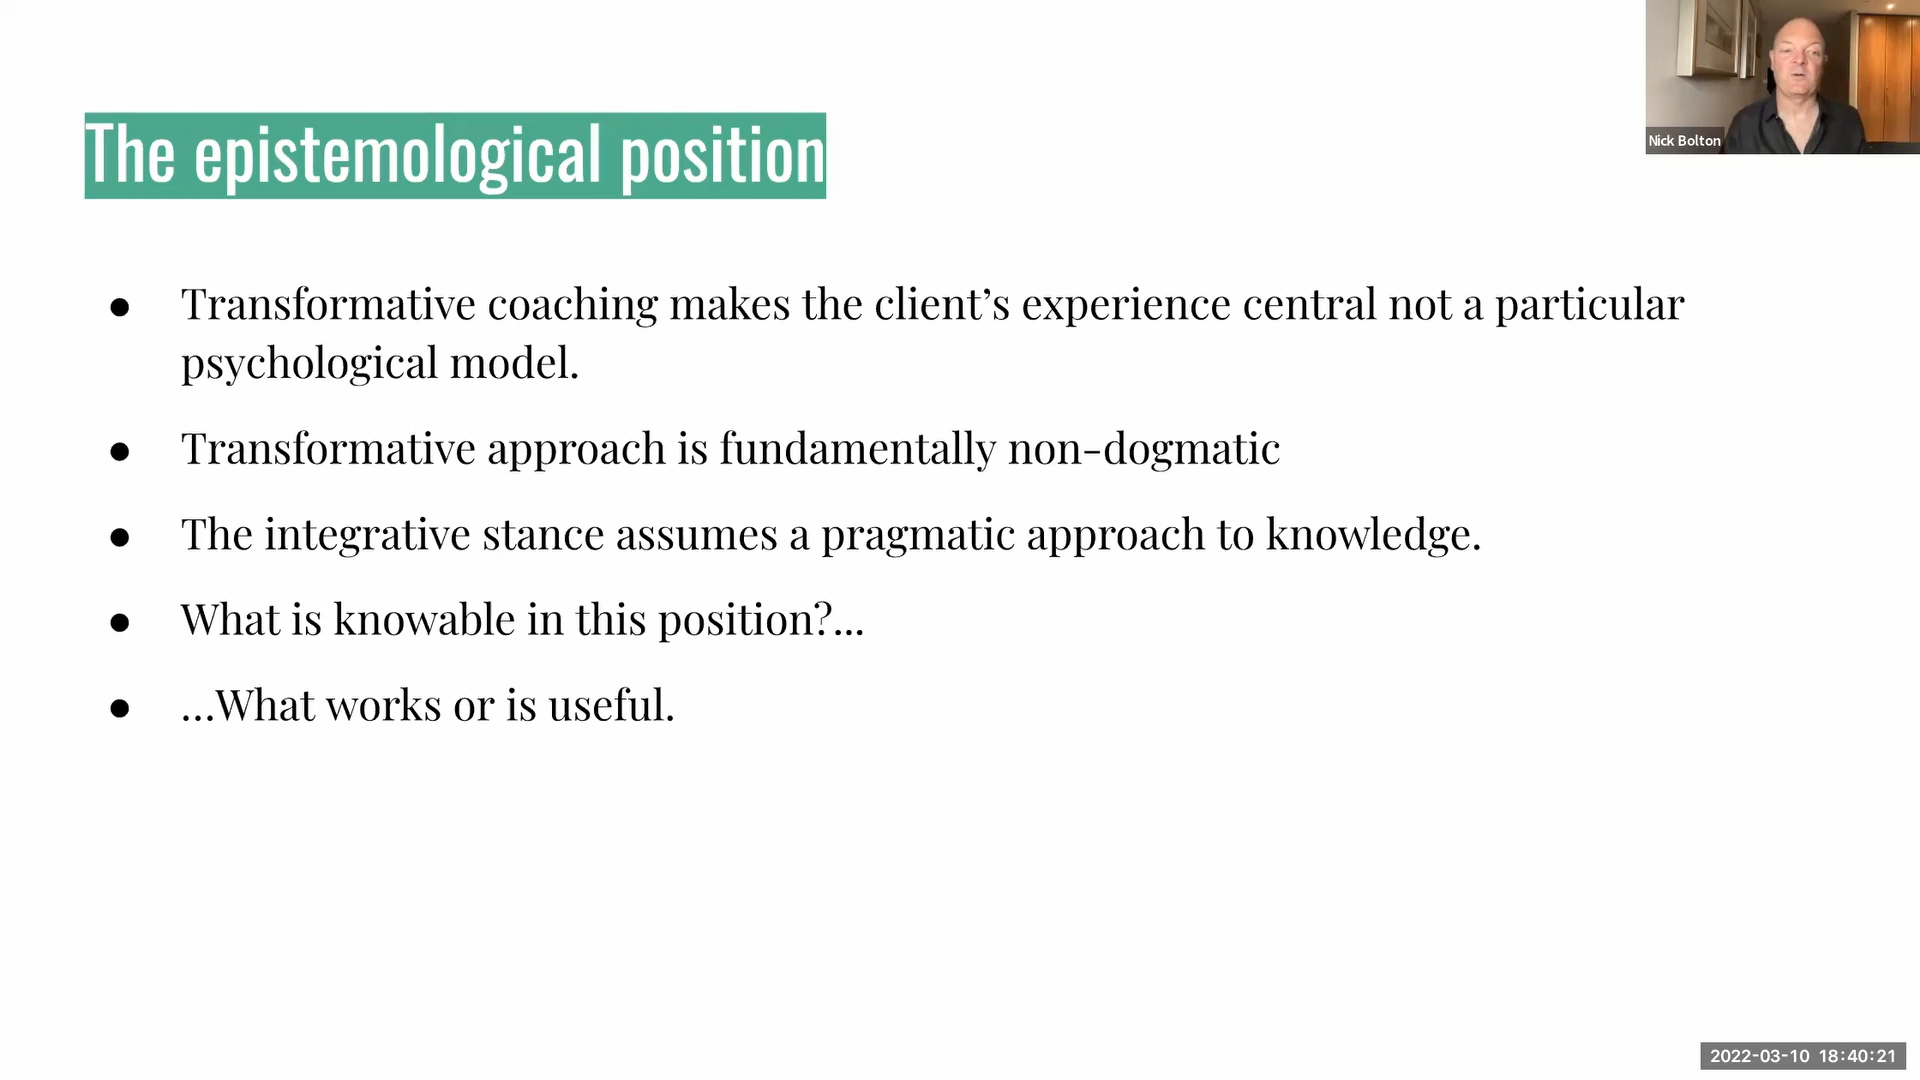 Nick Bolton
The epistemological position
● Transformative coaching makes the client’s experience central not a particular
psychological model.
● Transformative approach is fundamentally non-dogmatic
● The integrative stance assumes a pragmatic approach to knowledge.
● What is knowable in this position?...
● ...What works or is useful.
2022-03-10 18:40:21